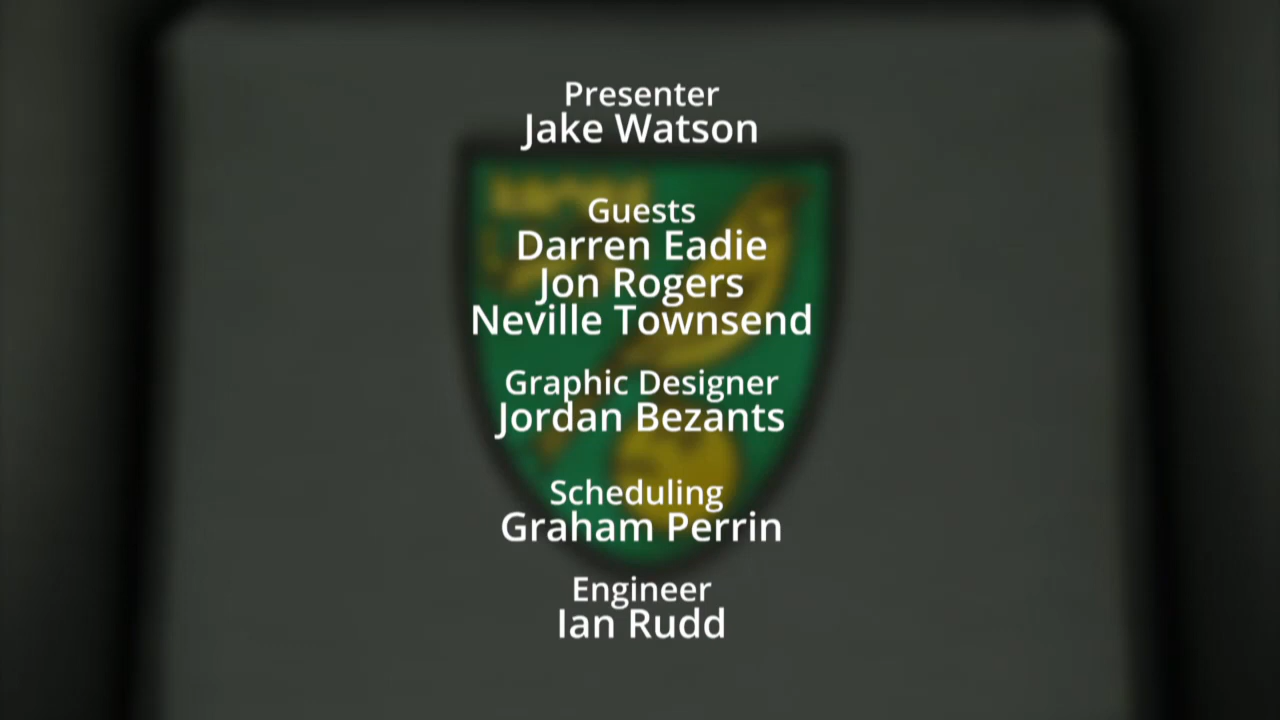 Presenter
Jake Watson
Guests
Darren Eadie
Jon Rogers
Neville Townsend
Graphic Designer
Jordan Bezants
Scheduling
Graham Perrin
Engineer
Ian Rudd